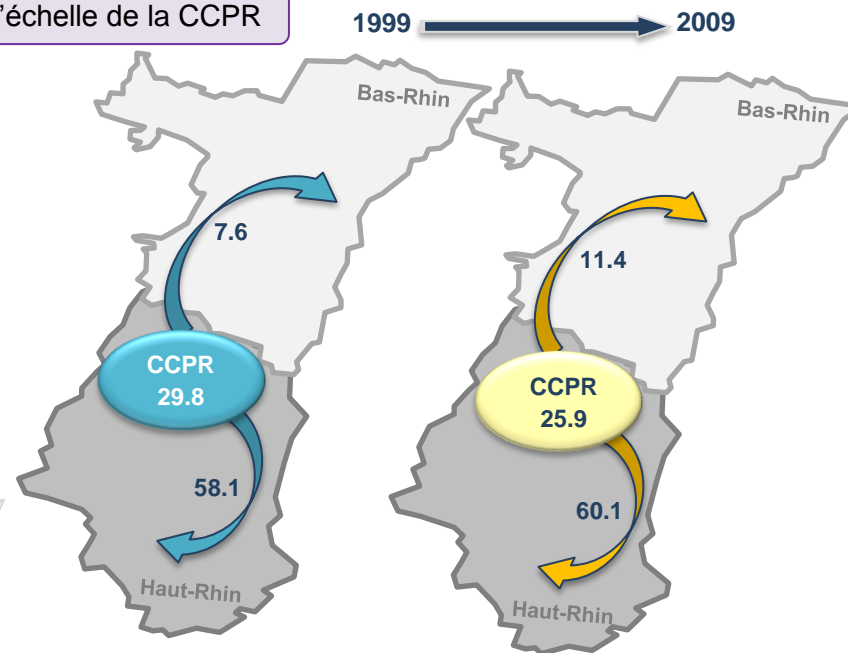 l'échelle de la CCPR
1999 2009
Bas-Rhin
7.6
CCPR
29.8
58.1
Haut-Rhin
Bas-Rhin
11.4
CCPR
25.9
60.1
Haut-Rhin